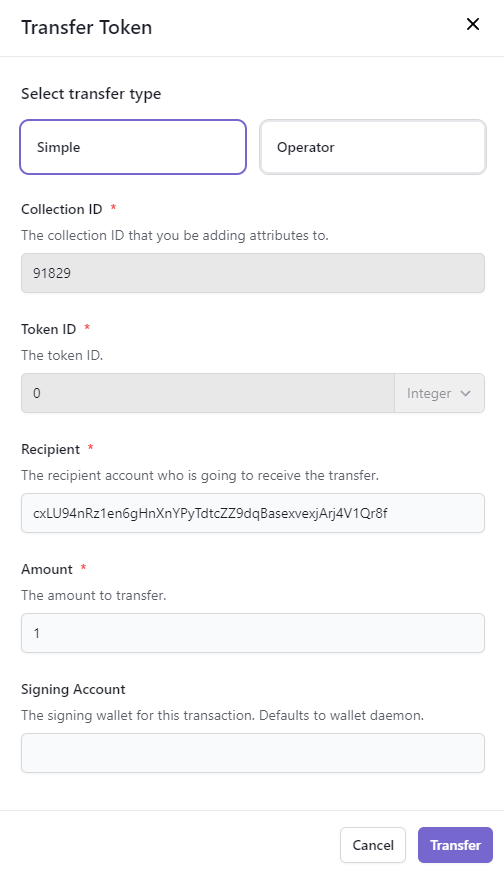 Transfer Token
Select transfer type
Simple
Operator
Collection ID *
The collection ID that you be adding attributes to.
91829
Token ID *
The token ID.
0
Integer
Recipient *
The recipient account who is going to receive the transfer.
cxLU94nRz1en6gHnXnYPyTdtcZZ9dqBasexvexjArj4V1Qr8f
Amount *
The amount to transfer.
1
Signing Account
The signing wallet for this transaction. Defaults to wallet daemon.
Cancel
Transfer